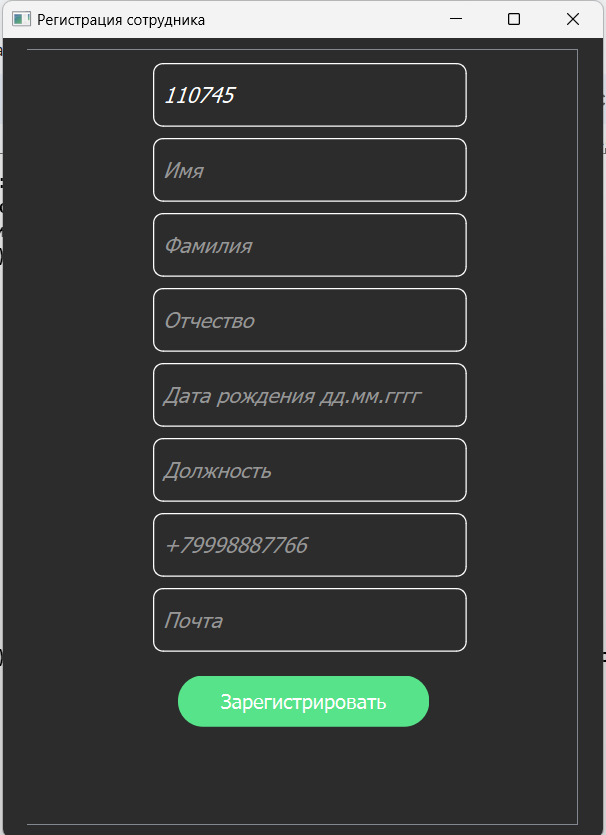 Регистрация сотрудника
110745
Имя
Фамилия
Отчество
Дата рождения дд.мм.гггг
Должность
+79998887766
Почта
Зарегистрировать